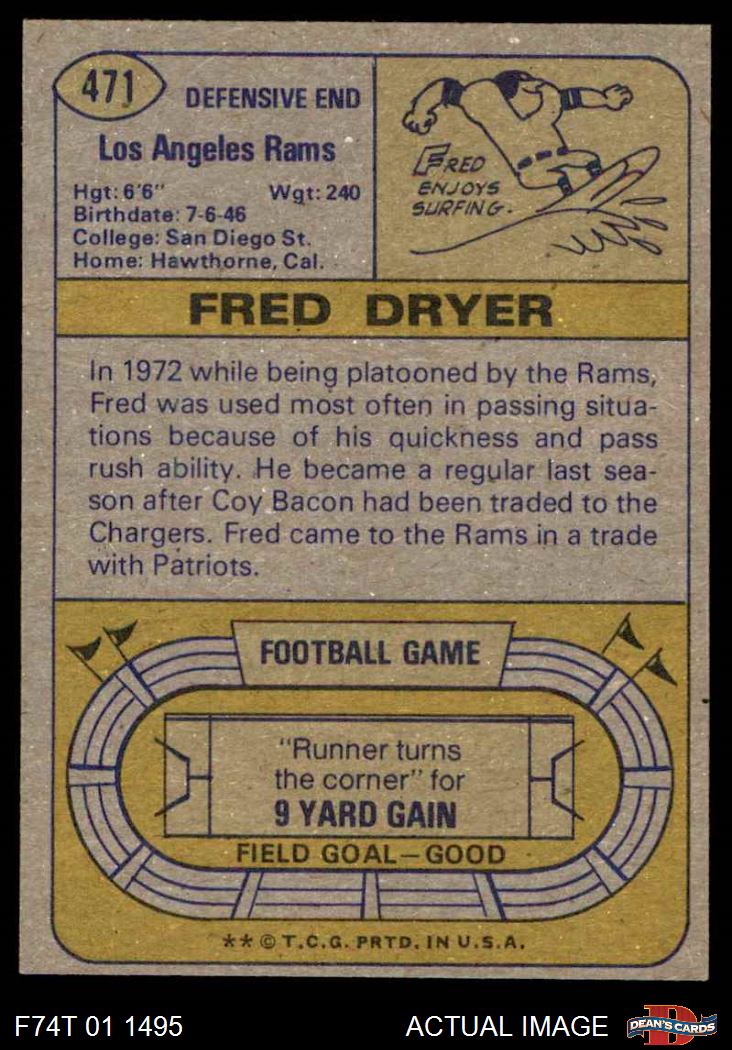 471
DEFENSIVE END
Los Angeles Rams
Hgt: 6'6" Wgt: 240
Birthdate: 7-6-46
College: San Diego St.
Home: Hawthorne, Cal.
FRED
ENJOYS
SURFING.
FRED DRYER
In 1972 while being platooned by the Rams,
Fred was used most often in passing situa-
tions because of his quickness and pass
rush ability. He became a regular last sea-
son after Coy Bacon had been traded to the
Chargers. Fred came to the Rams in a trade
with Patriots.
FOOTBALL GAME
"Runner turns
the corner" for
9 YARD GAIN
FIELD GOAL—GOOD
** © T.C.G. PRTD. IN U.S.A.
F74T 01 1495 ACTUAL IMAGE
D
DEAN'S CARDS